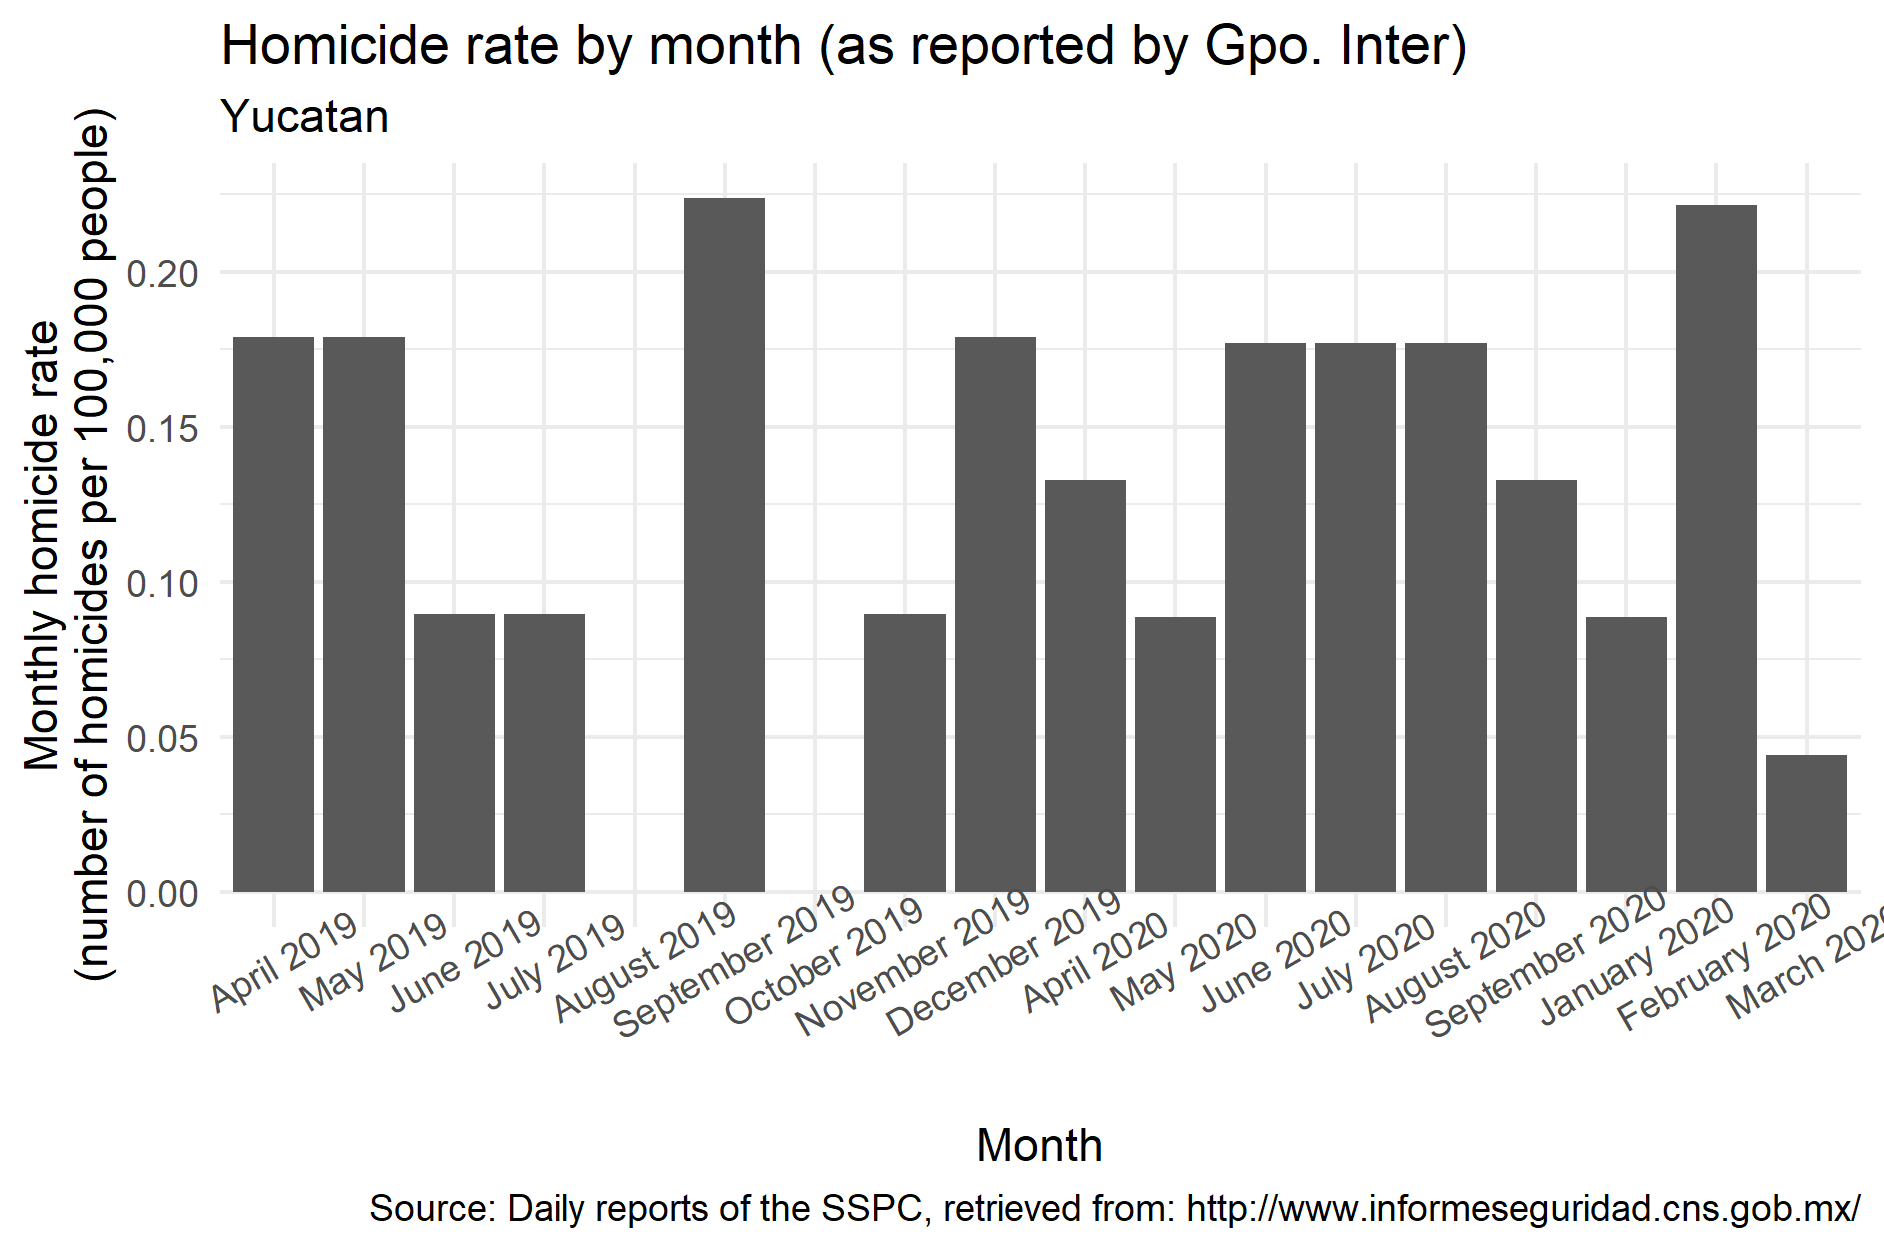 Homicide rate by month (as reported by Gpo. Inter)
Yucatan
Monthly homicide rate
(number of homicides per 100,000 people)
0.20
0.15
0.10
0.05
0.00
April 2019
May 2019
June 2019
July 2019
August 2019
September 2019
October 2019
November 2019
December 2019
April 2020
May 2020
June 2020
July 2020
August 2020
September 2020
January 2020
February 2020
March 2020
Month
Source: Daily reports of the SSPC, retrieved from: http://www.informeseguridad.cns.gob.mx/